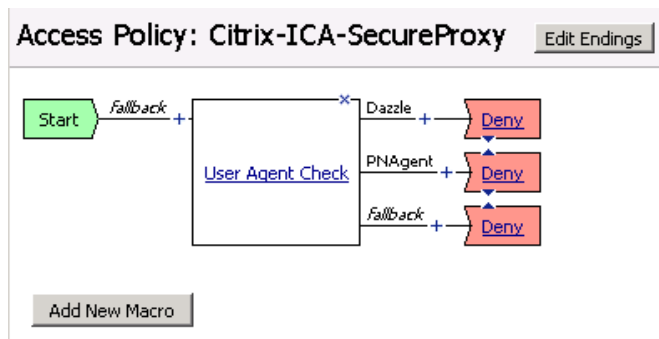 Access Policy: Citrix-ICA-SecureProxy Edit Endings
Start
Fallback +
User Agent Check
×
Dazzle + Deny
PNAgent + Deny
Fallback + Deny
Add New Macro